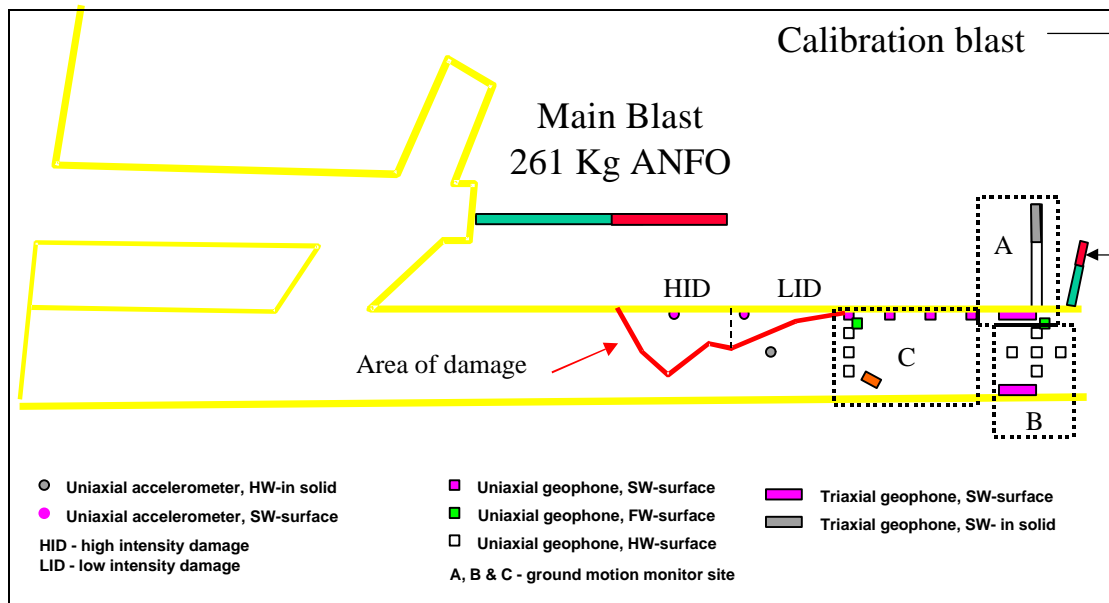 Calibration blast
Main Blast
261 Kg ANFO
A
HID
LID
Area of damage
C
B
Uniaxial accelerometer, HW-in solid
Uniaxial accelerometer, SW-surface
HID - high intensity damage
LID - low intensity damage
Uniaxial geophone, SW-surface
Uniaxial geophone, FW-surface
Uniaxial geophone, HW-surface
A, B & C - ground motion monitor site
Triaxial geophone, SW-surface
Triaxial geophone, SW- in solid